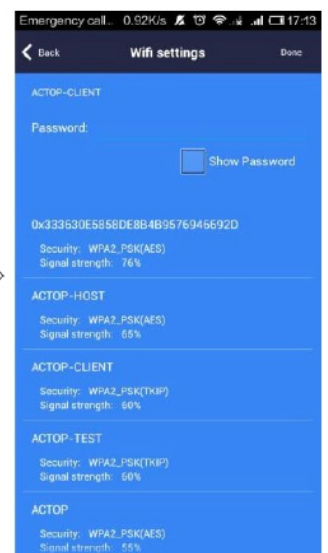 Emergency call... 0.92K/s 17:13
Back Wifi settings Done
ACTOP-CLIENT
Password:
Show Password
0x333630E5858DE8B4B9576946692D
Security: WPA2_PSK(AES)
Signal strength: 76%
ACTOP-HOST
Security: WPA2_PSK(AES)
Signal strength: 65%
ACTOP-CLIENT
Security: WPA2_PSK(TKIP)
Signal strength: 60%
ACTOP-TEST
Security: WPA2_PSK(TKIP)
Signal strength: 60%
ACTOP
Security: WPA2_PSK(AES)
Signal strength: 55%